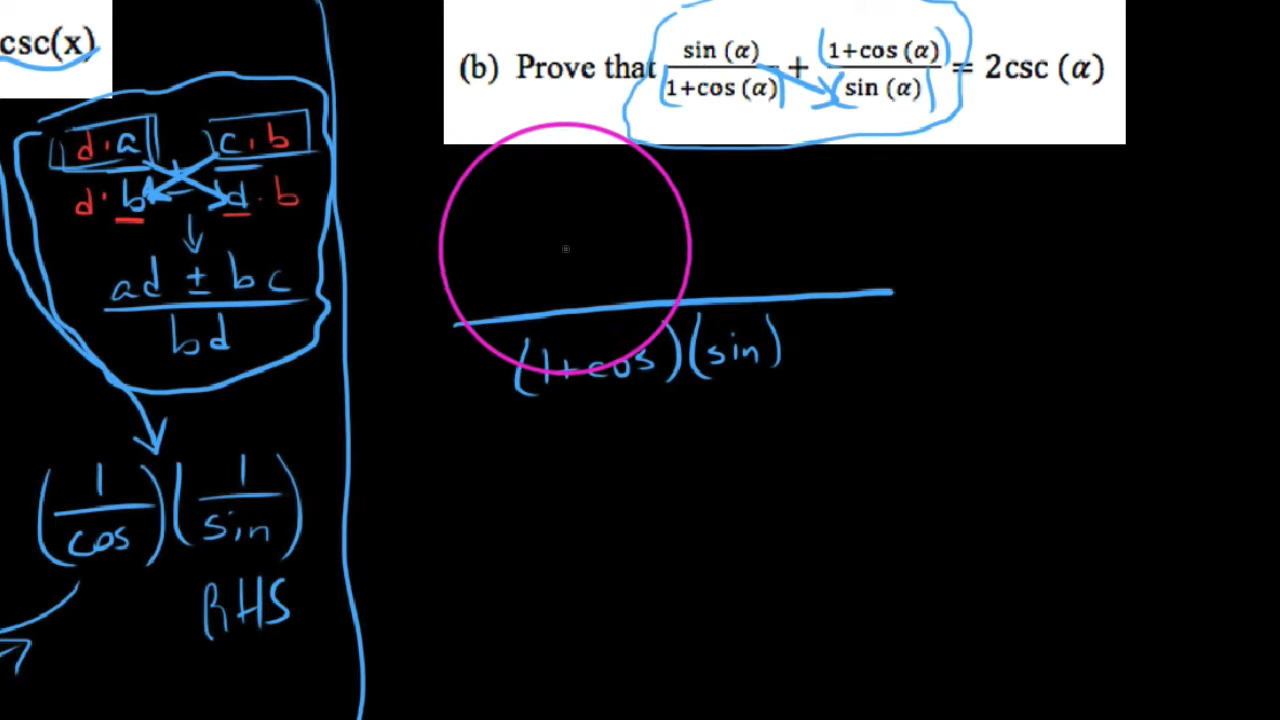 csc(x)
d·a c·b
d·b d·b
ad ± bc
bd
(1/cos)(1/sin)
RHS
(b) Prove that sin (α)/1+cos (α) + (1+cos (α))/(sin (α)) = 2csc (α)
(1+cos)(sin)